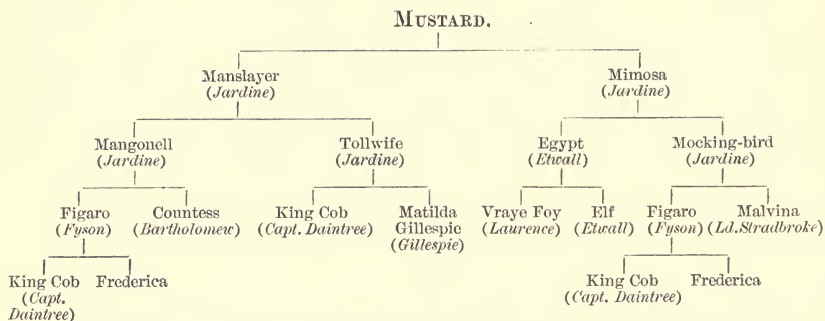 MUSTARD.
Manslayer Mimosa
(Jardine) (Jardine)
Mangonell Tollwife Egypt Mocking-bird
(Jardine) (Jardine) (Etwall) (Jardine)
Figaro Countess King Cob Matilda Vraye Foy Elf Figaro Malvina
(Fyson) (Bartholomew) (Capt. Daintree) Gillespie (Laurence) (Etwall) (Fyson) (Ld.Stradbroke)
(Gillespie)
King Cob Frederica King Cob Frederica
(Capt. (Capt. Daintree)
Daintree)